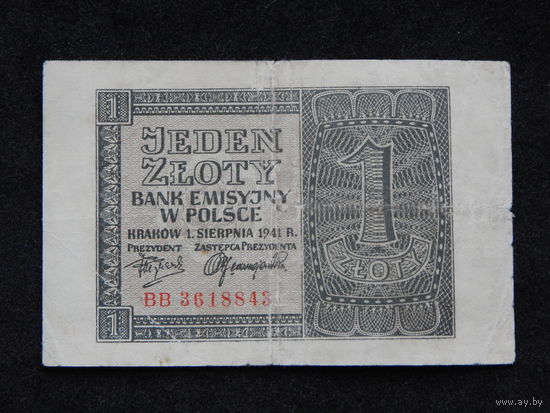 1
JEDEN
ZŁOTY
BANK EMISYJNY
W POLSCE
KRAKÓW 1. SIERPNIA 1941 R.
PREZYDENT ZASTĘPCA PREZYDENTA
BB 3618843
1
1
ZŁOTY
www.ay.by